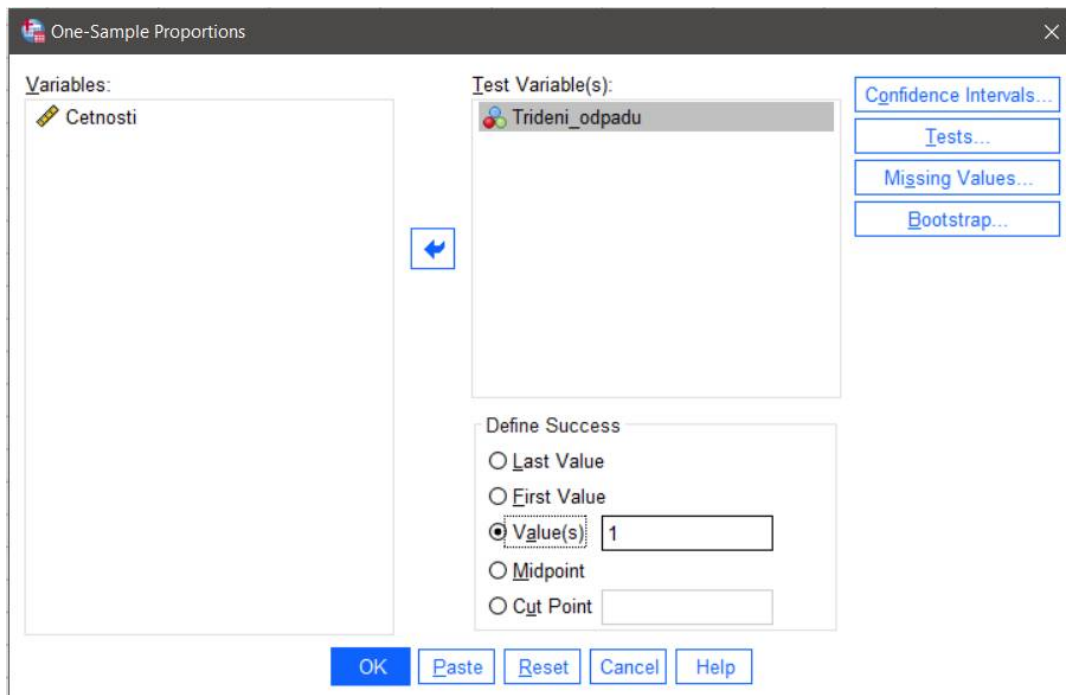 One-Sample Proportions
Variables:
Cetnosti
Test Variable(s):
Trideni_odpadu
Confidence Intervals...
Tests...
Missing Values...
Bootstrap...
Define Success
Last Value
First Value
Value(s) 1
Midpoint
Cut Point
OK Paste Reset Cancel Help